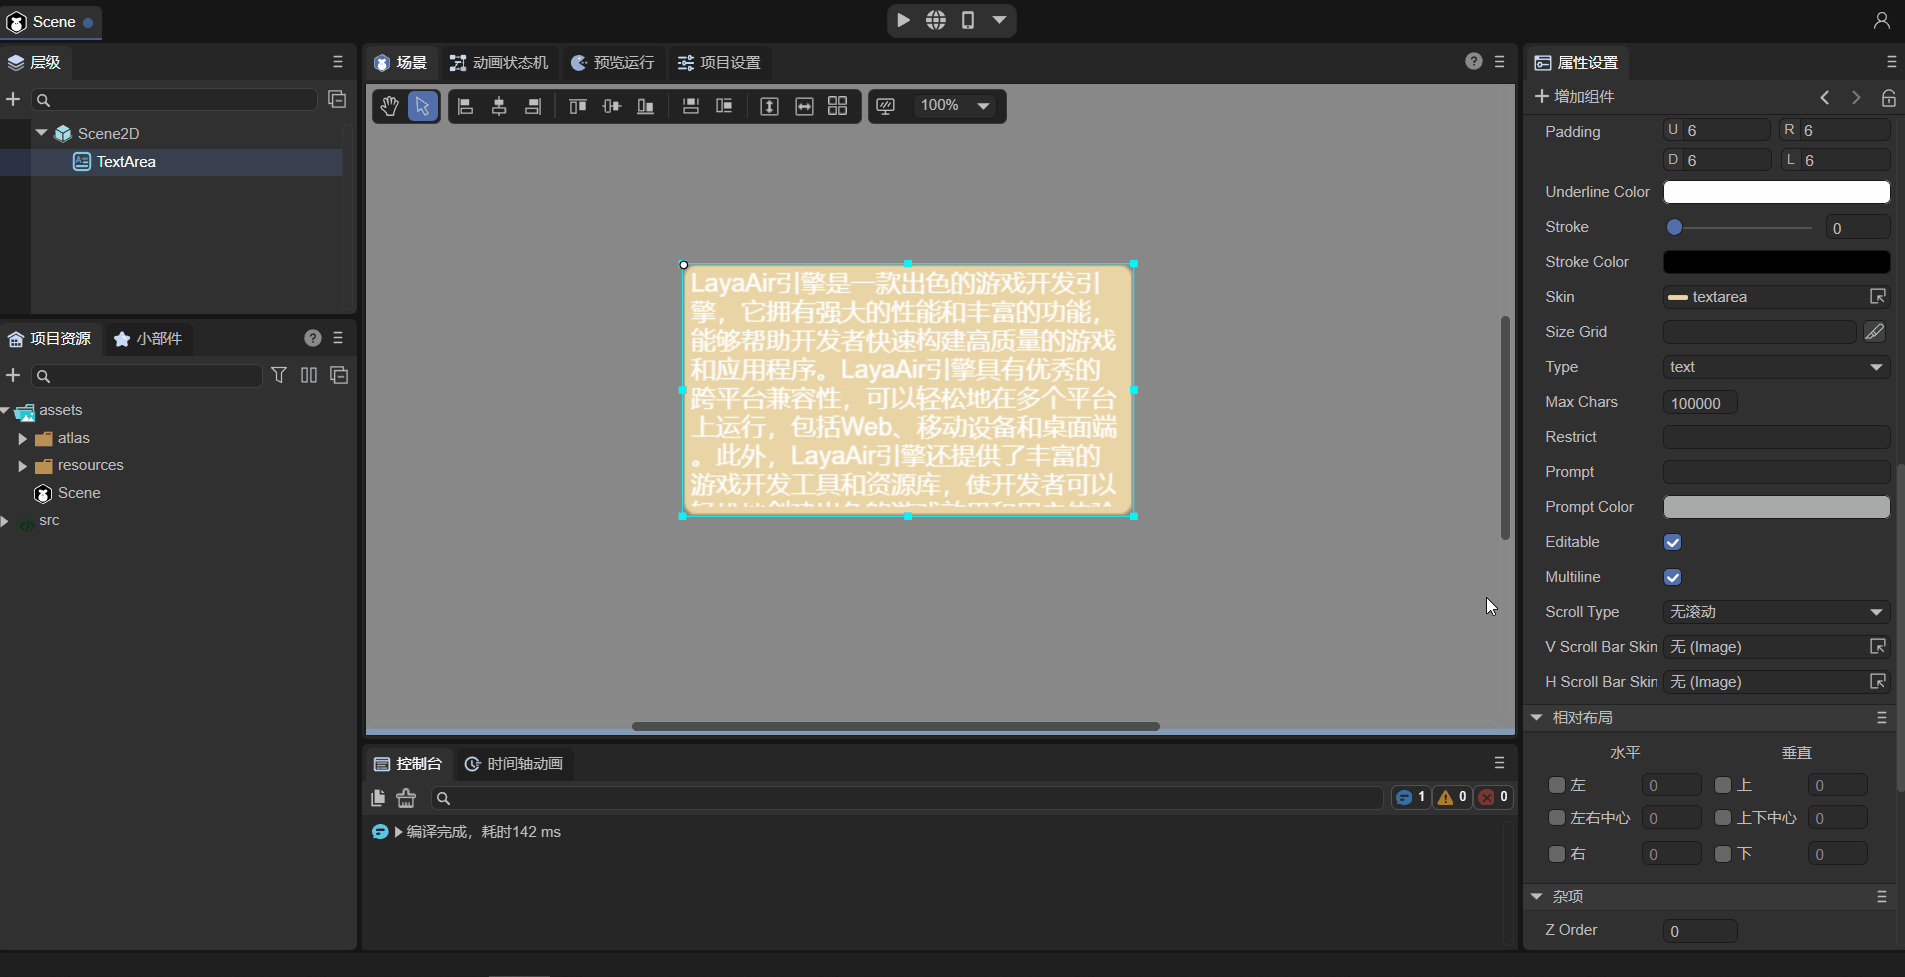 Scene
层级
Scene2D
TextArea
项目资源
小部件
assets
atlas
resources
Scene
src
场景
动画状态机
预览运行
项目设置
100%
LayaAir引擎是一款出色的游戏开发引
擎，它拥有强大的性能和丰富的功能，
能够帮助开发者快速构建高质量的游戏
和应用程序。LayaAir引擎具有优秀的
跨平台兼容性，可以轻松地在多个平台
上运行，包括Web、移动设备和桌面端
。此外，LayaAir引擎还提供了丰富的
游戏开发工具和资源库，使开发者可以
控制台
时间轴动画
1
0
0
编译完成，耗时142 ms
属性设置
增加组件
Padding
U 6
R 6
D 6
L 6
Underline Color
Stroke
0
Stroke Color
Skin
textarea
Size Grid
Type
text
Max Chars
100000
Restrict
Prompt
Prompt Color
Editable
Multiline
Scroll Type
无滚动
V Scroll Bar Skin
无 (Image)
H Scroll Bar Skin
无 (Image)
相对布局
水平
垂直
左 0
上 0
左右中心 0
上下中心 0
右 0
下 0
杂项
Z Order
0